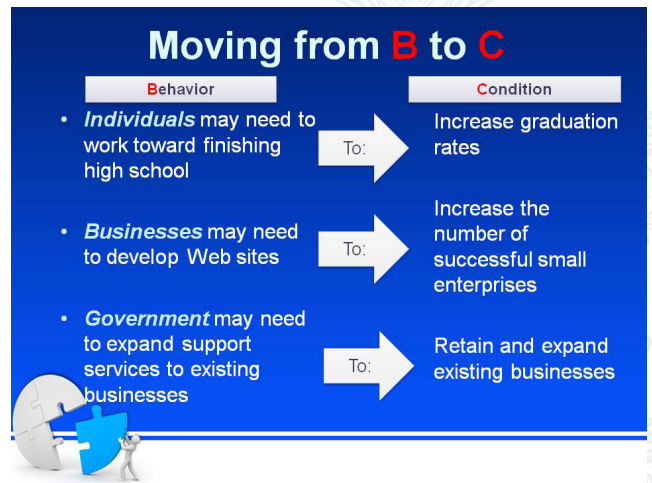 Moving from B to C
Behavior
Condition
• Individuals may need to
work toward finishing
high school
To:
Increase graduation
rates
• Businesses may need
to develop Web sites
To:
Increase the
number of
successful small
enterprises
• Government may need
to expand support
services to existing
businesses
To:
Retain and expand
existing businesses